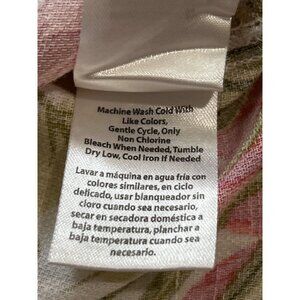 Machine Wash Cold With
Like Colors,
Gentle Cycle, Only
Non Chlorine
Bleach When Needed, Tumble
Dry Low, Cool Iron If Needed
Lavar a máquina en agua fría con
colores similares, en ciclo
delicado, usar blanqueador sin
cloro cuando sea necesario,
secar en secadora doméstica a
baja temperatura, planchar a
baja temperatura cuando sea
necesario.